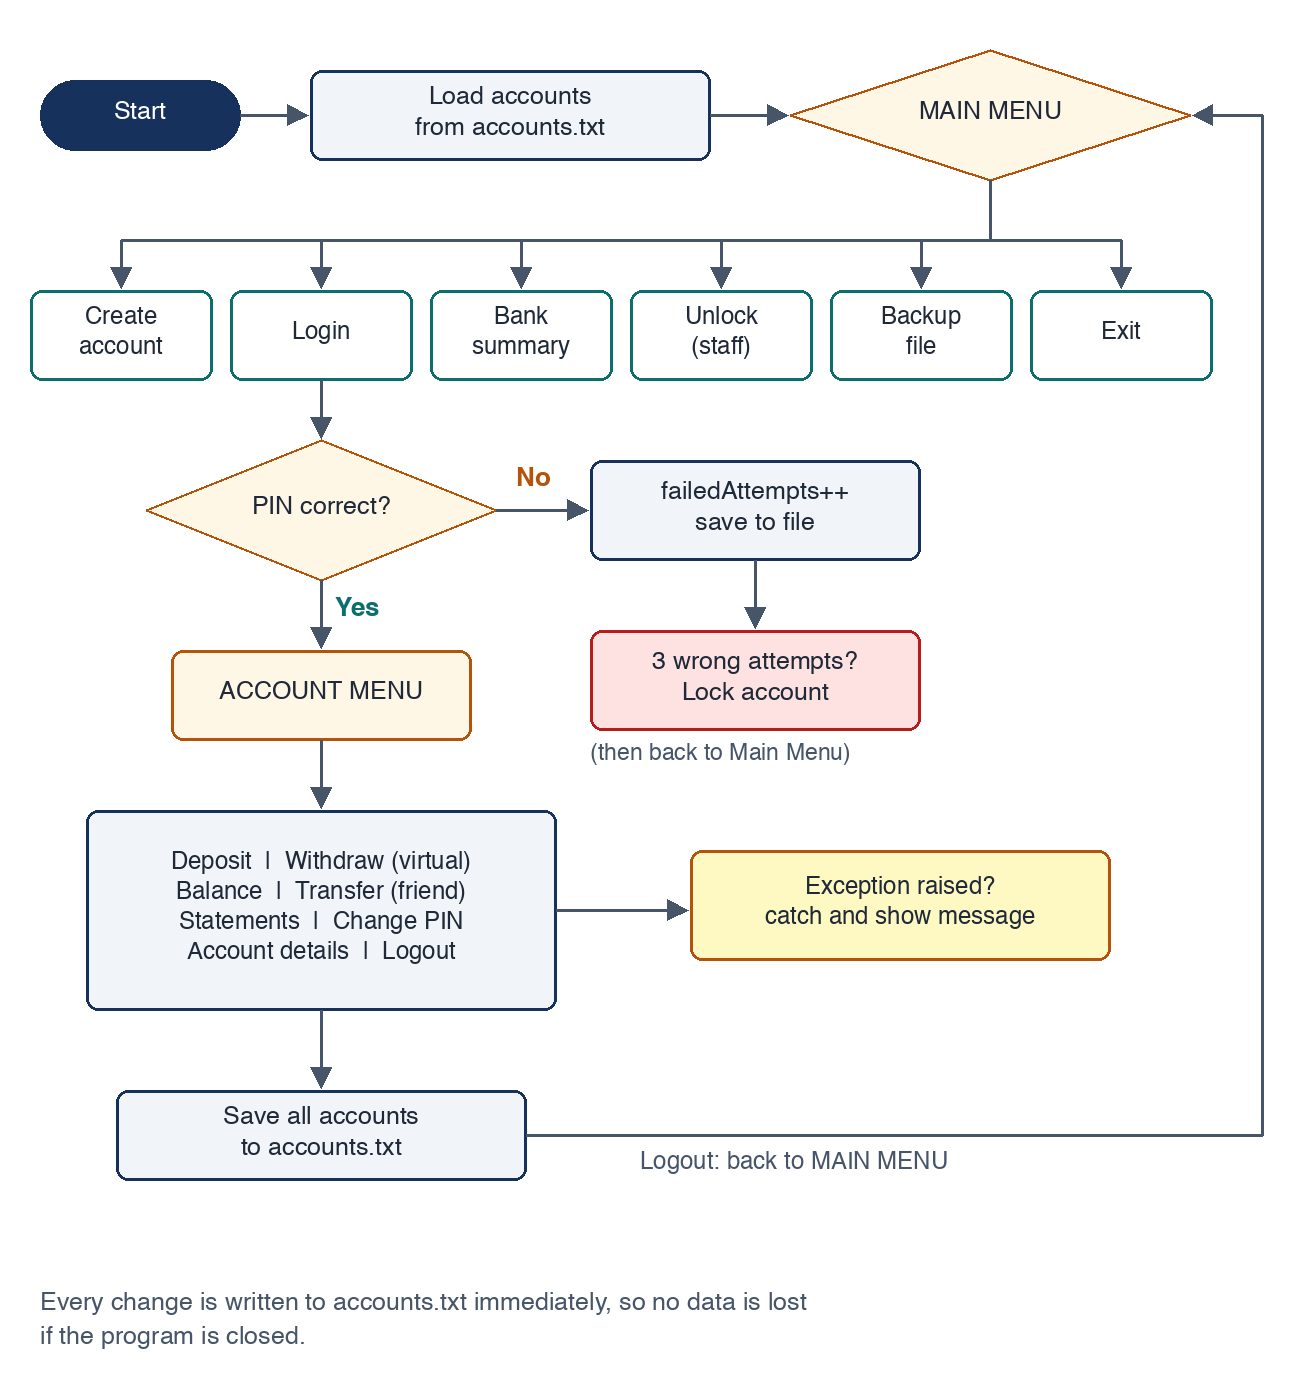 Start
Load accounts
from accounts.txt
MAIN MENU
Create
account
Login
Bank
summary
Unlock
(staff)
Backup
file
Exit
PIN correct?
No
failedAttempts++
save to file
Yes
3 wrong attempts?
Lock account
ACCOUNT MENU
(then back to Main Menu)
Deposit | Withdraw (virtual)
Balance | Transfer (friend)
Statements | Change PIN
Account details | Logout
Exception raised?
catch and show message
Save all accounts
to accounts.txt
Logout: back to MAIN MENU
Every change is written to accounts.txt immediately, so no data is lost
if the program is closed.